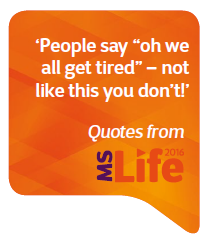 ‘People say “oh we
all get tired” – not
like this you don’t!’
Quotes from
MS Life 2016